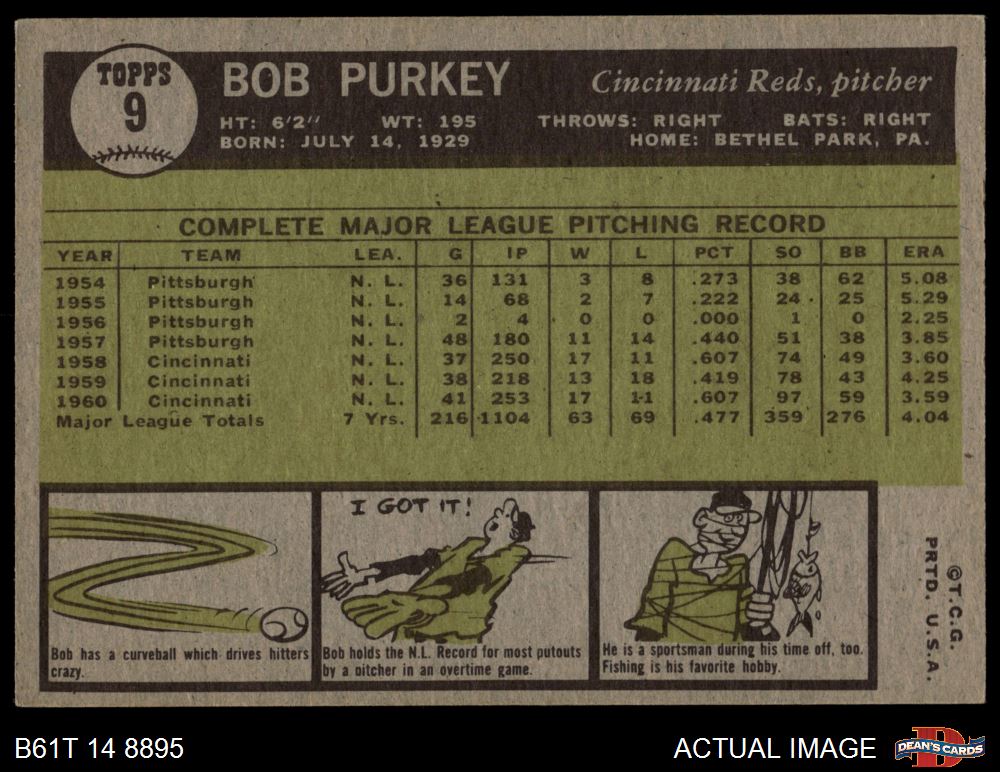 TOPPS
9
BOB PURKEY Cincinnati Reds, pitcher
HT: 6'2" WT: 195 THROWS: RIGHT BATS: RIGHT
BORN: JULY 14, 1929 HOME: BETHEL PARK, PA.
COMPLETE MAJOR LEAGUE PITCHING RECORD
YEAR TEAM LEA. G IP W L PCT SO BB ERA
1954 Pittsburgh N. L. 36 131 3 8 .273 38 62 5.08
1955 Pittsburgh N. L. 14 68 2 7 .222 24 25 5.29
1956 Pittsburgh N. L. 2 4 0 0 .000 1 0 2.25
1957 Pittsburgh N. L. 48 180 11 14 .440 51 38 3.85
1958 Cincinnati N. L. 37 250 17 11 .607 74 49 3.60
1959 Cincinnati N. L. 38 218 13 18 .419 78 43 4.25
1960 Cincinnati N. L. 41 253 17 11 .607 97 59 3.59
Major League Totals 7 Yrs. 216 1104 63 69 .477 359 276 4.04
I GOT IT!
Bob has a curveball which drives hitters
crazy.
Bob holds the N.L. Record for most putouts
by a pitcher in an overtime game.
He is a sportsman during his time off, too.
Fishing is his favorite hobby.
©T.C.G.
PRTD. U.S.A.
B61T 14 8895
ACTUAL IMAGE
D
DEAN'S CARDS